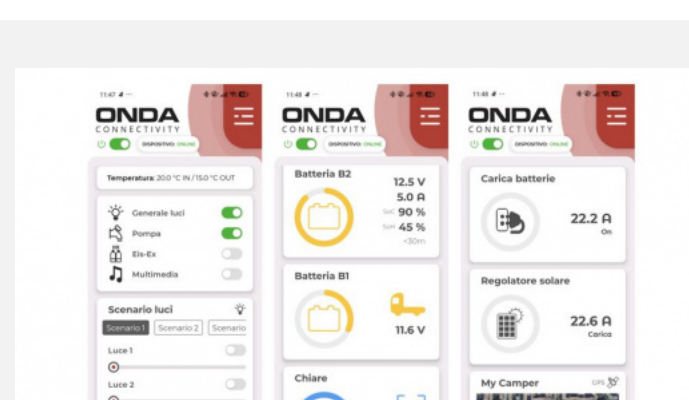 11:47
ONDA
CONNECTIVITY
DISPOSITIVO: ONLINE
Temperatura: 20.0 °C IN / 15.0 °C OUT
Generale luci
Pompa
Eis-Ex
Multimedia
Scenario luci
Scenario 1
Scenario 2
Scenario
Luce 1
Luce 2
11:48
ONDA
CONNECTIVITY
DISPOSITIVO: ONLINE
Batteria B2
12.5 V
5.0 A
SoC 90 %
SoH 45 %
<30m
Batteria B1
11.6 V
Chiare
11:48
ONDA
CONNECTIVITY
DISPOSITIVO: ONLINE
Carica batterie
22.2 A
On
Regolatore solare
22.6 A
Carica
My Camper
GPS